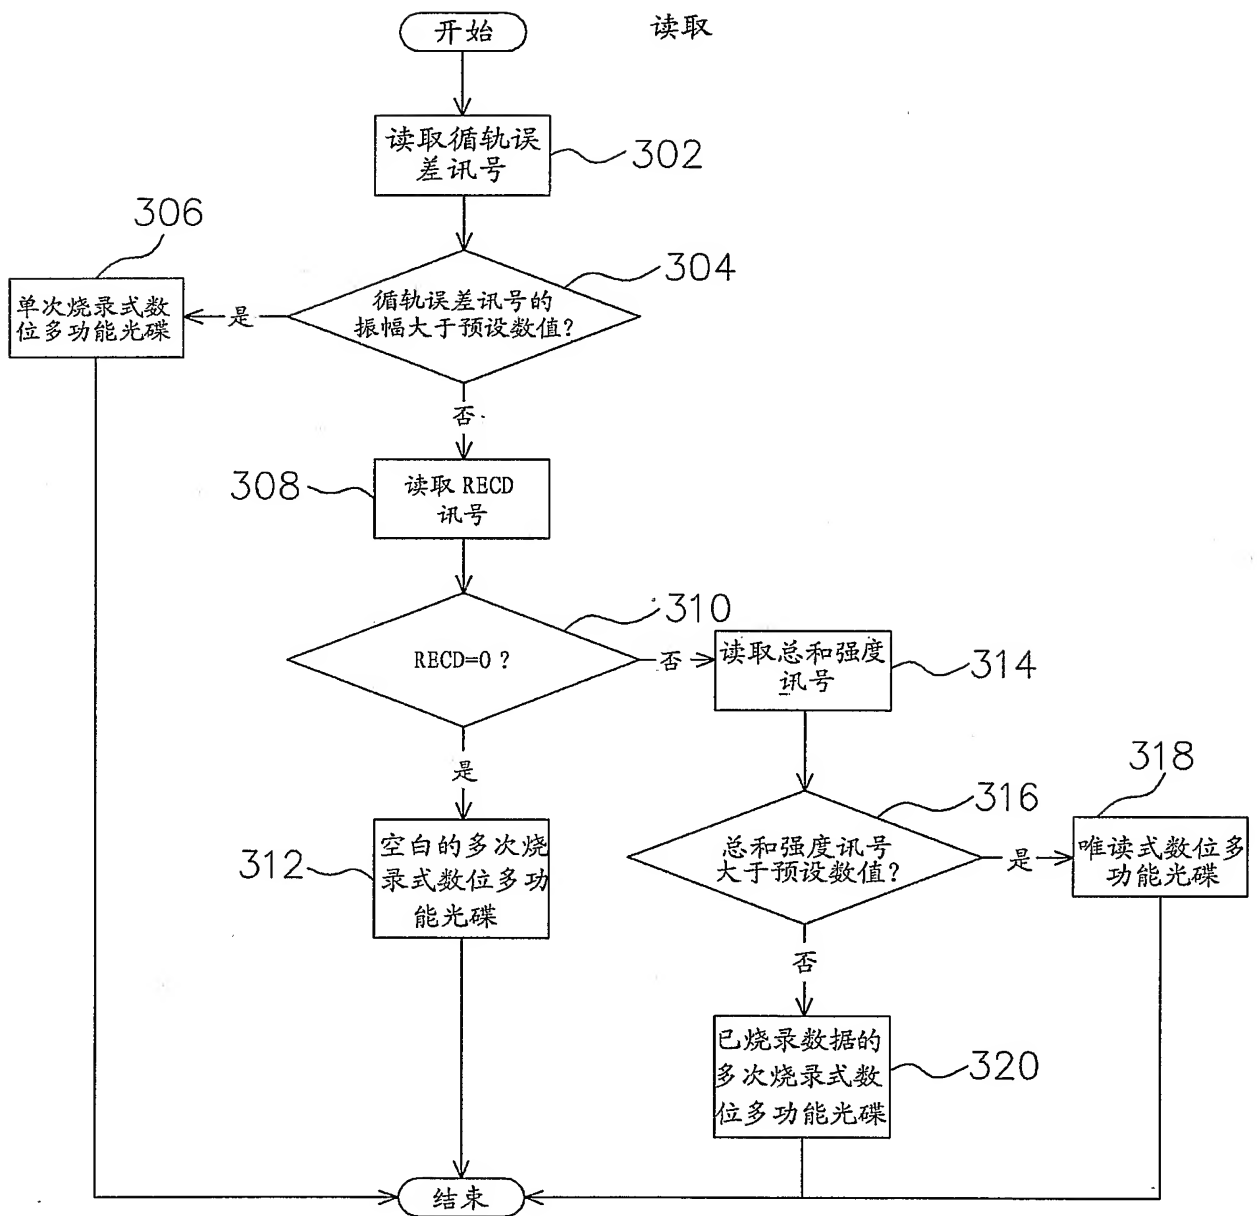 开始
读取
读取循轨误
差讯号
302
306
304
单次烧录式数
位多功能光碟
是
循轨误差讯号的
振幅大于预设数值?
否
308
读取RECD
讯号
310
RECD=0?
否
读取总和强度
讯号
314
是
318
316
312
空白的多次烧
录式数位多功
能光碟
总和强度讯号
大于预设数值?
是
唯读式数位多
功能光碟
否
已烧录数据的
多次烧录式数
位多功能光碟
320
结束